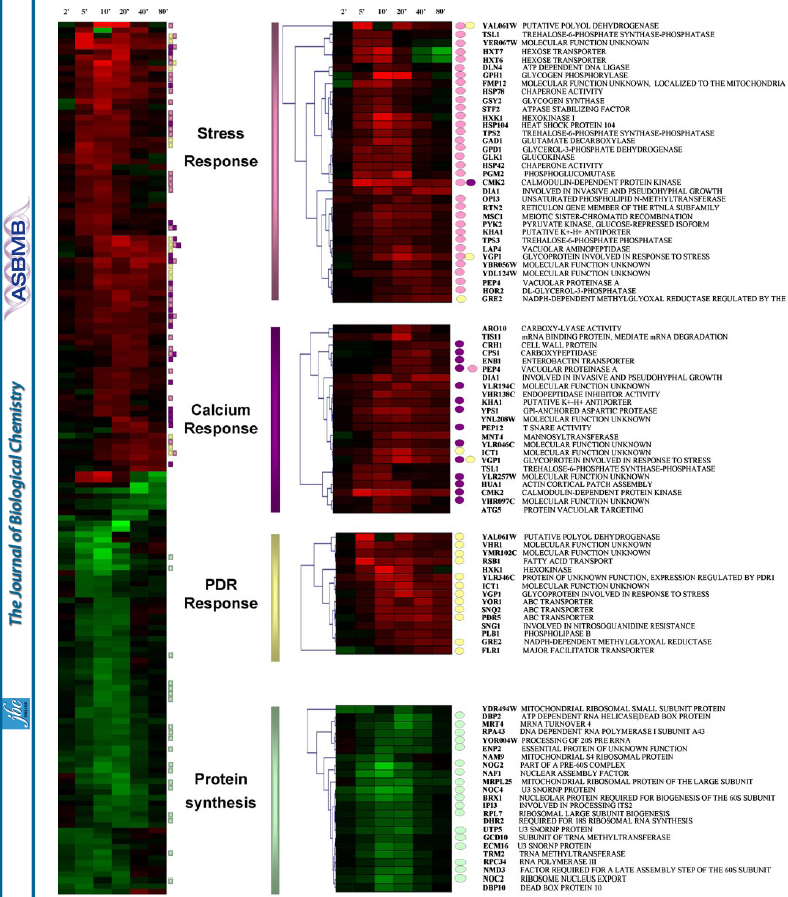 2' 5' 10' 20' 40' 80'
2' 5' 10' 20' 40' 80'
Stress
Response
YAL061W PUTATIVE POLYOL DEHYDROGENASE
TSL1 TREHALOSE-6-PHOSPHATE SYNTHASE-PHOSPHATASE
YER067W MOLECULAR FUNCTION UNKNOWN
HXT7 HEXOSE TRANSPORTER
HXT6 HEXOSE TRANSPORTER
DLN4 ATP DEPENDENT DNA LIGASE
GPH1 GLYCOGEN PHOSPHORYLASE
FMP12 MOLECULAR FUNCTION UNKNOWN, LOCALIZED TO THE MITOCHONDRIA
HSP78 CHAPERONE ACTIVITY
GSY2 GLYCOGEN SYNTHASE
STF2 ATPASE STABILIZING FACTOR
HXK1 HEXOKINASE I
HSP104 HEAT SHOCK PROTEIN 104
TPS2 TREHALOSE-6-PHOSPHATE SYNTHASE-PHOSPHATASE
GAD1 GLUTAMATE DECARBOXYLASE
GPD1 GLYCEROL-3-PHOSPHATE DEHYDROGENASE
GLK1 GLUCOKINASE
HSP42 CHAPERONE ACTIVITY
PGM2 PHOSPHOGLUCOMUTASE
CMK2 CALMODULIN-DEPENDENT PROTEIN KINASE
DIA1 INVOLVED IN INVASIVE AND PSEUDOHYPHAL GROWTH
OPI3 UNSATURATED PHOSPHOLIPID N-METHYLTRANSFERASE
RTN2 RETICULON GENE MEMBER OF THE RTNLA SUBFAMILY
MSC1 MEIOTIC SISTER-CHROMATID RECOMBINATION
PYK2 PYRUVATE KINASE, GLUCOSE-REPRESSED ISOFORM
KHA1 PUTATIVE K+-H+ ANTIPORTER
TPS3 TREHALOSE-6-PHOSPHATE PHOSPHATASE
LAP4 VACUOLAR AMINOPEPTIDASE
YGP1 GLYCOPROTEIN INVOLVED IN RESPONSE TO STRESS
YBR056W MOLECULAR FUNCTION UNKNOWN
YDL124W MOLECULAR FUNCTION UNKNOWN
PEP4 VACUOLAR PROTEINASE A
HOR2 DL-GLYCEROL-3-PHOSPHATASE
GRE2 NADPH-DEPENDENT METHYLGLYOXAL REDUCTASE REGULATED BY THE
Calcium
Response
ARO10 CARBOXY-LYASE ACTIVITY
TIS11 mRNA BINDING PROTEIN, MEDIATE mRNA DEGRADATION
CRH1 CELL WALL PROTEIN
CPS1 CARBOXYPEPTIDASE
ENB1 ENTEROBACTIN TRANSPORTER
PEP4 VACUOLAR PROTEINASE A
DIA1 INVOLVED IN INVASIVE AND PSEUDOHYPHAL GROWTH
YLR194C MOLECULAR FUNCTION UNKNOWN
YHR138C ENDOPEPTIDASE INHIBITOR ACTIVITY
KHA1 PUTATIVE K+-H+ ANTIPORTER
YPS1 GPI-ANCHORED ASPARTIC PROTEASE
YNL208W MOLECULAR FUNCTION UNKNOWN
PEP12 T SNARE ACTIVITY
MNT4 MANNOSYLTRANSFERASE
YLR046C MOLECULAR FUNCTION UNKNOWN
ICT1 MOLECULAR FUNCTION UNKNOWN
YGP1 GLYCOPROTEIN INVOLVED IN RESPONSE TO STRESS
TSL1 TREHALOSE-6-PHOSPHATE SYNTHASE-PHOSPHATASE
YLR257W MOLECULAR FUNCTION UNKNOWN
HUA1 ACTIN CORTICAL PATCH ASSEMBLY
CMK2 CALMODULIN-DEPENDENT PROTEIN KINASE
YHR097C MOLECULAR FUNCTION UNKNOWN
ATG5 PROTEIN VACUOLAR TARGETING
PDR
Response
YAL061W PUTATIVE POLYOL DEHYDROGENASE
VHR1 MOLECULAR FUNCTION UNKNOWN
YMR102C MOLECULAR FUNCTION UNKNOWN
RSB1 FATTY ACID TRANSPORT
HXK1 HEXOKINASE
YLR346C PROTEIN OF UNKNOWN FUNCTION, EXPRESSION REGULATED BY PDR1
ICT1 MOLECULAR FUNCTION UNKNOWN
YGP1 GLYCOPROTEIN INVOLVED IN RESPONSE TO STRESS
YOR1 ABC TRANSPORTER
SNQ2 ABC TRANSPORTER
PDR5 ABC TRANSPORTER
SNG1 INVOLVED IN NITROSOGUANIDINE RESISTANCE
PLB1 PHOSPHOLIPASE B
GRE2 NADPH-DEPENDENT METHYLGLYOXAL REDUCTASE
FLR1 MAJOR FACILITATOR TRANSPORTER
Protein
synthesis
YDR494W MITOCHONDRIAL RIBOSOMAL SMALL SUBUNIT PROTEIN
DBP2 ATP DEPENDENT RNA HELICASE|DEAD BOX PROTEIN
MRT4 MRNA TURNOVER 4
RPA43 DNA DEPENDENT RNA POLYMERASE I SUBUNIT A43
YOR004W PROCESSING OF 20S PRE RRNA
ENP2 ESSENTIAL PROTEIN OF UNKNOWN FUNCTION
NAM9 MITOCHONDRIAL S4 RIBOSOMAL PROTEIN
NOG2 PART OF A PRE-60S COMPLEX
NAF1 NUCLEAR ASSEMBLY FACTOR
MRPL25 MITOCHONDRIAL RIBOSOMAL PROTEIN OF THE LARGE SUBUNIT
NOC4 U3 SNORNP PROTEIN
BRX1 NUCLEOLAR PROTEIN REQUIRED FOR BIOGENESIS OF THE 60S SUBUNIT
IPI3 INVOLVED IN PROCESSING ITS2
RPL7 RIBOSOMAL LARGE SUBUNIT BIOGENESIS
DHR2 REQUIRED FOR 18S RIBOSOMAL RNA SYNTHESIS
UTP5 U3 SNORNP PROTEIN
GCD10 SUBUNIT OF TRNA METHYLTRANSFERASE
ECM16 U3 SNORNP PROTEIN
TRM2 TRNA METHYLTRANSFERASE
RPC34 RNA POLYMERASE III
NMD3 FACTOR REQUIRED FOR A LATE ASSEMBLY STEP OF THE 60S SUBUNIT
NOC2 RIBOSOME NUCLEUS EXPORT
DBP10 DEAD BOX PROTEIN 10
ASBMB
The Journal of Biological Chemistry
jbc